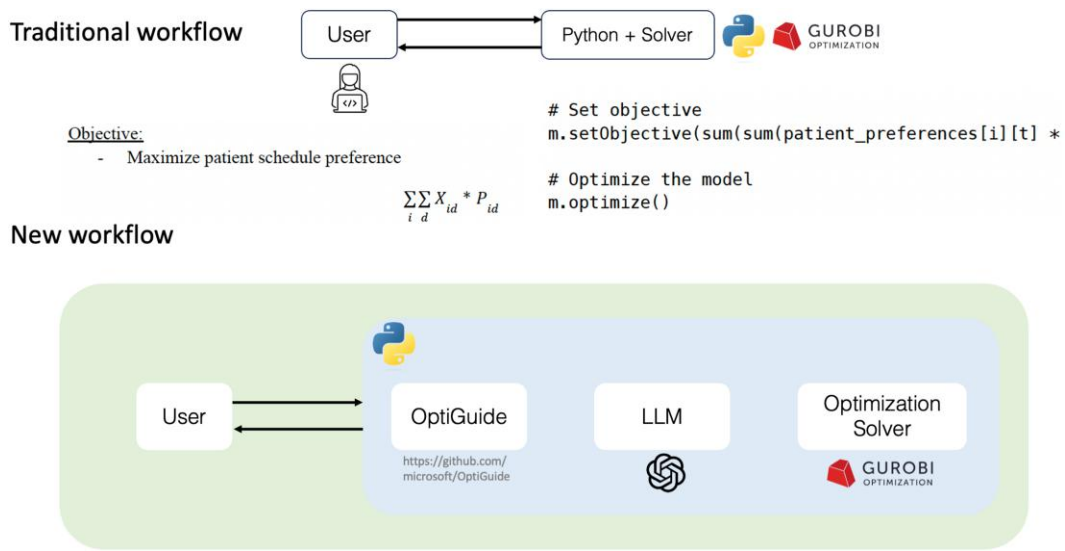 Traditional workflow
User
</>
Python + Solver
GUROBI
OPTIMIZATION
Objective:
- Maximize patient schedule preference
∑∑ X_id * P_id
i d
# Set objective
m.setObjective(sum(sum(patient_preferences[i][t] *
# Optimize the model
m.optimize()
New workflow
User
OptiGuide
https://github.com/
microsoft/OptiGuide
LLM
Optimization
Solver
GUROBI
OPTIMIZATION